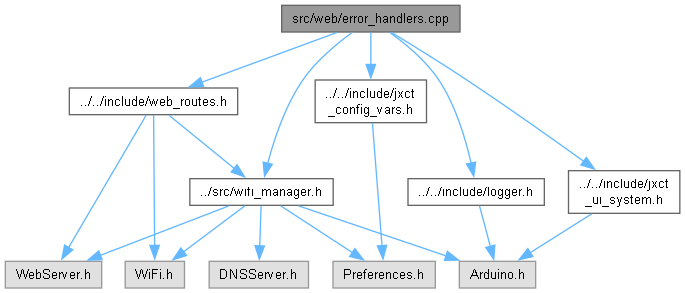 src/web/error_handlers.cpp
../../include/web_routes.h
../../include/jxct
_config_vars.h
../src/wifi_manager.h
../../include/logger.h
../../include/jxct
_ui_system.h
WebServer.h
WiFi.h
DNSServer.h
Preferences.h
Arduino.h